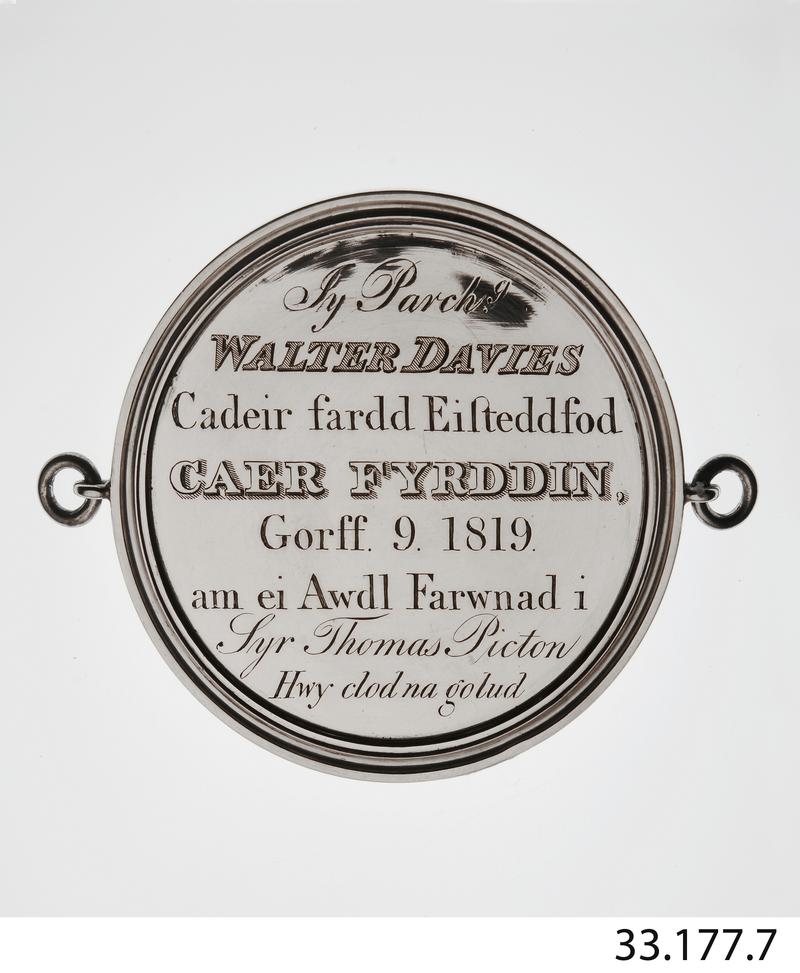 Iy Parchg
WALTER DAVIES
Cadeir fardd Eiſteddfod
CAER FYRDDIN,
Gorff. 9. 1819.
am ei Awdl Farwnad i
Syr Thomas Picton
Hwy clod na golud
33.177.7